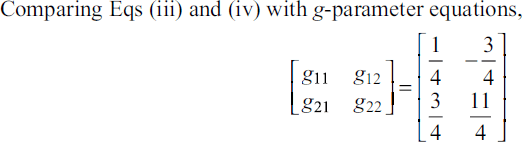 Comparing Eqs (iii) and (iv) with g-parameter equations,
[g11 g12; g21 g22] = [1/4 -3/4; 3/4 11/4]